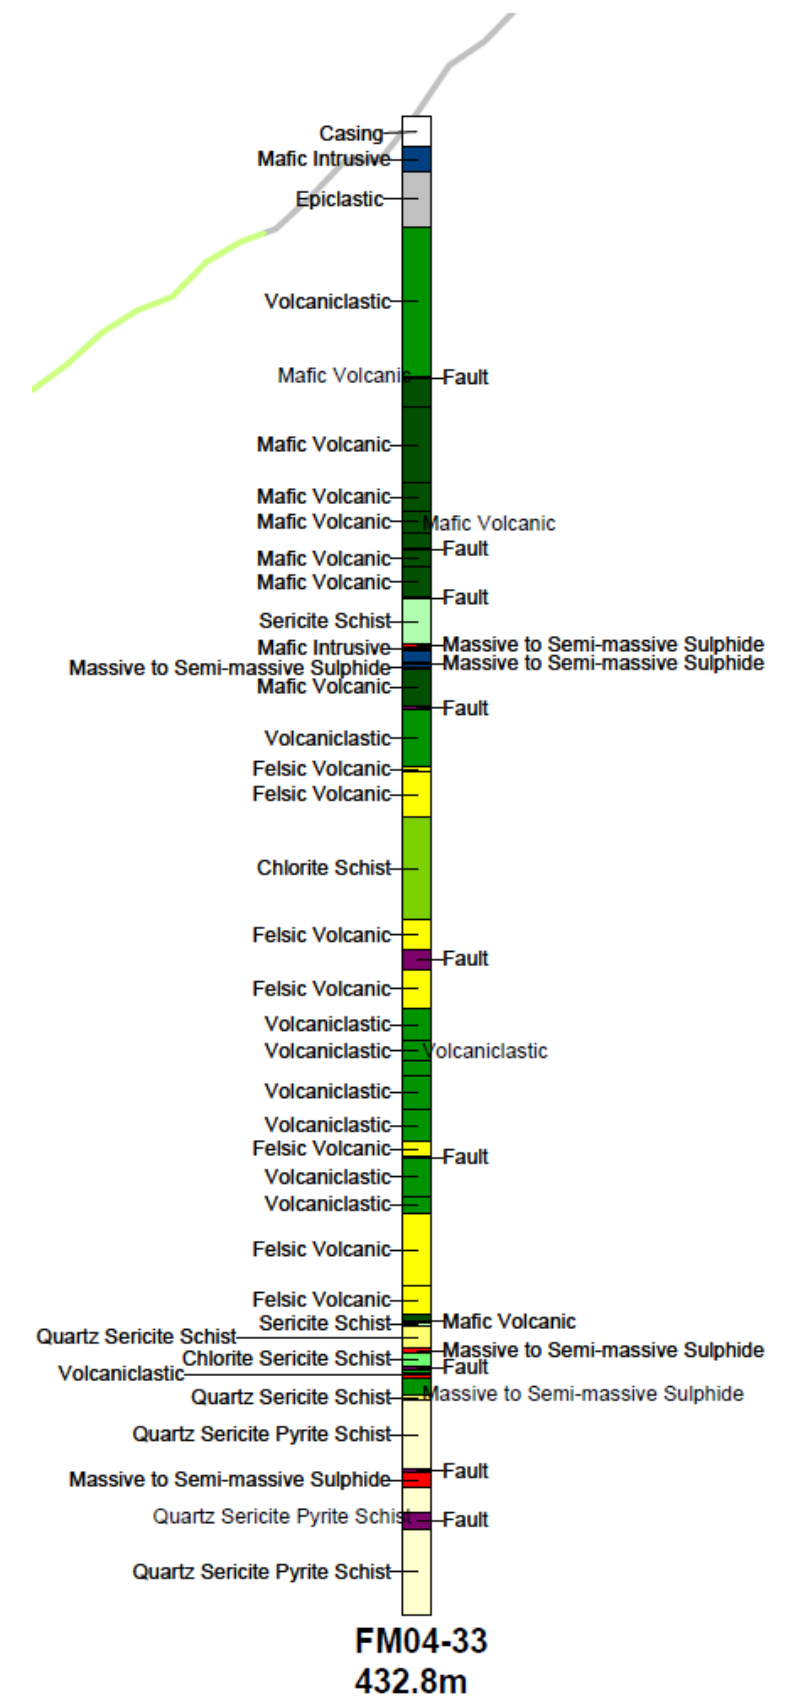 Casing
Mafic Intrusive
Epiclastic
Volcaniclastic
Mafic Volcanic Fault
Mafic Volcanic
Mafic Volcanic
Mafic Volcanic Mafic Volcanic
Fault
Mafic Volcanic
Mafic Volcanic
Fault
Sericite Schist
Mafic Intrusive Massive to Semi-massive Sulphide
Massive to Semi-massive Sulphide Massive to Semi-massive Sulphide
Mafic Volcanic
Fault
Volcaniclastic
Felsic Volcanic
Felsic Volcanic
Chlorite Schist
Felsic Volcanic
Fault
Felsic Volcanic
Volcaniclastic
Volcaniclastic Volcaniclastic
Volcaniclastic
Volcaniclastic
Felsic Volcanic
Fault
Volcaniclastic
Volcaniclastic
Felsic Volcanic
Felsic Volcanic
Sericite Schist Mafic Volcanic
Quartz Sericite Schist
Massive to Semi-massive Sulphide
Chlorite Sericite Schist
Fault
Volcaniclastic
Quartz Sericite Schist Massive to Semi-massive Sulphide
Quartz Sericite Pyrite Schist
Fault
Massive to Semi-massive Sulphide
Quartz Sericite Pyrite Schist Fault
Quartz Sericite Pyrite Schist
FM04-33
432.8m